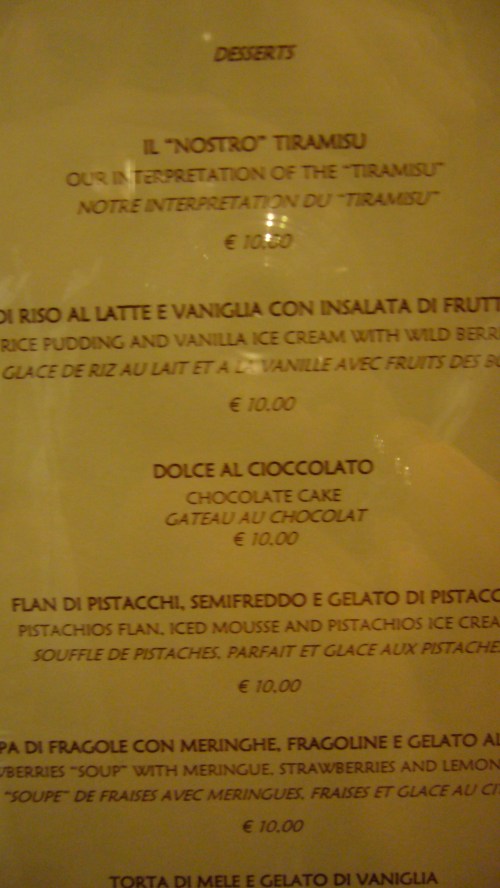 DESSERTS
IL "NOSTRO" TIRAMISU
OUR INTERPRETATION OF THE "TIRAMISU"
NOTRE INTERPRETATION DU "TIRAMISU"
€ 10.00
DI RISO AL LATTE E VANIGLIA CON INSALATA DI FRUTT
RICE PUDDING AND VANILLA ICE CREAM WITH WILD BERR
GLACE DE RIZ AU LAIT ET A LA VANILLE AVEC FRUITS DES B
€ 10.00
DOLCE AL CIOCCOLATO
CHOCOLATE CAKE
GATEAU AU CHOCOLAT
€ 10.00
FLAN DI PISTACCHI, SEMIFREDDO E GELATO DI PISTACC
PISTACHIOS FLAN, ICED MOUSSE AND PISTACHIOS ICE CREA
SOUFFLE DE PISTACHES, PARFAIT ET GLACE AUX PISTACHE
€ 10,00
PA DI FRAGOLE CON MERINGHE, FRAGOLINE E GELATO AL
WBERRIES "SOUP" WITH MERINGUE, STRAWBERRIES AND LEMON
"SOUPE" DE FRAISES AVEC MERINGUES, FRAISES ET GLACE AU CIT
€ 10.00
TORTA DI MELE E GELATO DI VANIGLIA